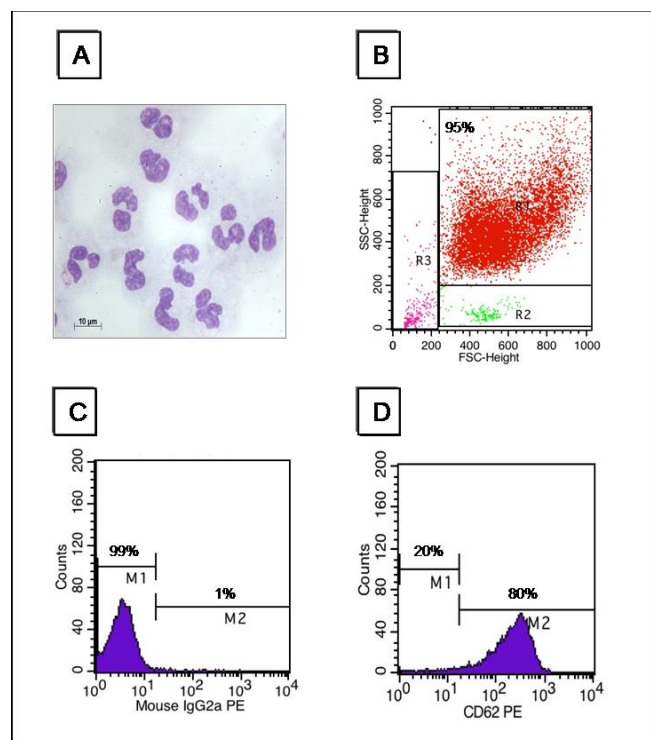 A
B
10 µm
95%
SSC-Height
1000
800
600
400
200
0
R1
R3
R2
0 200 400 600 800 1000
FSC-Height
C
D
Counts
200
160
120
80
40
0
99%
M1
1%
M2
10⁰ 10¹ 10² 10³ 10⁴
Mouse IgG2a PE
Counts
200
160
120
80
40
0
20%
M1
80%
M2
10⁰ 10¹ 10² 10³ 10⁴
CD62 PE